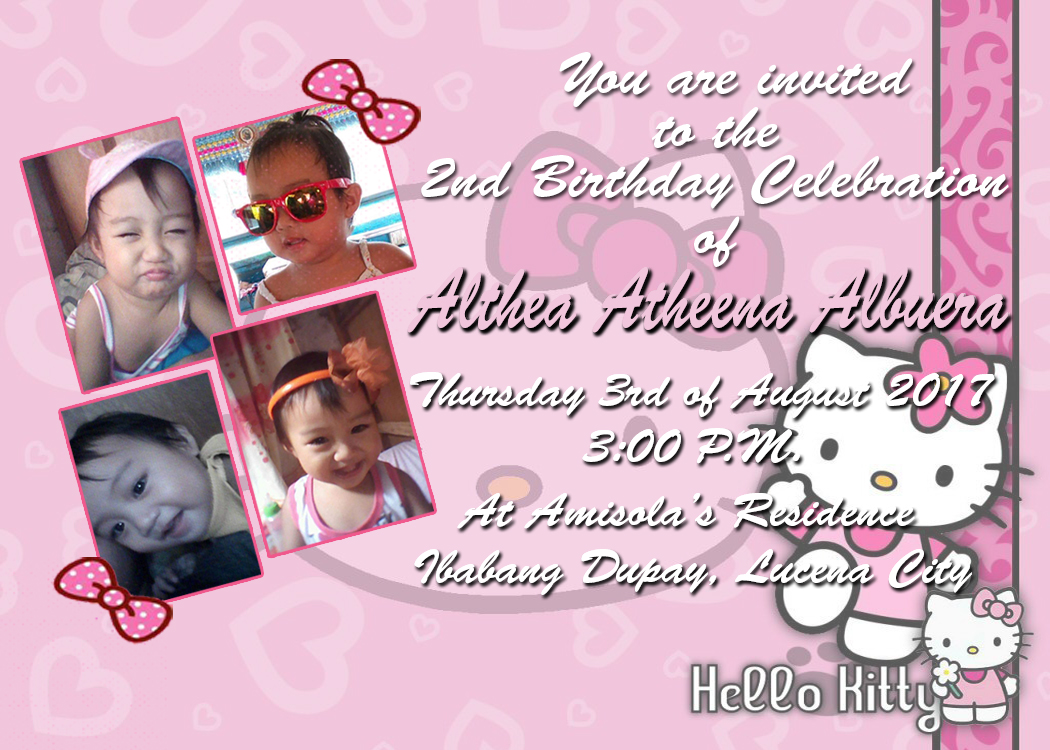 You are invited
to the
2nd Birthday Celebration
of
Althea Atheena Albuera
Thursday 3rd of August 2017
3:00 P.M.
At Amisola's Residence
Ibabang Dupay, Lucena City
Hello Kitty